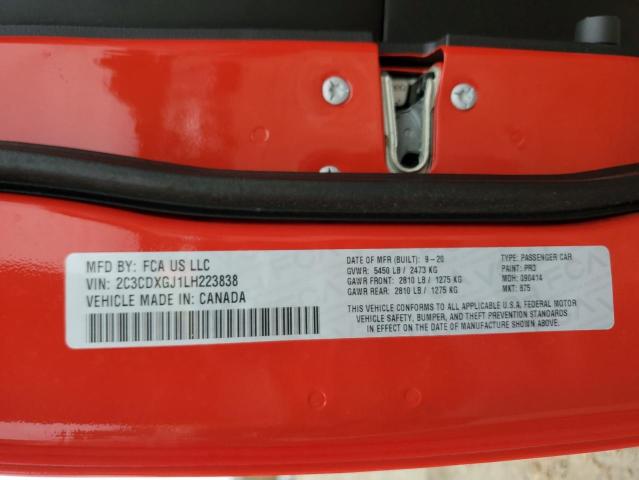 MFD BY: FCA US LLC
VIN: 2C3CDXGJ1LH223838
VEHICLE MADE IN: CANADA
DATE OF MFR (BUILT): 9-20
GVWR: 5450 LB / 2473 KG
GAWR FRONT: 2810 LB / 1275 KG
GAWR REAR: 2810 LB / 1275 KG
TYPE: PASSENGER CAR
PAINT: PR3
MDH: 090414
MKT: 875
THIS VEHICLE CONFORMS TO ALL APPLICABLE U.S.A. FEDERAL MOTOR
VEHICLE SAFETY, BUMPER, AND THEFT PREVENTION STANDARDS
IN EFFECT ON THE DATE OF MANUFACTURE SHOWN ABOVE.